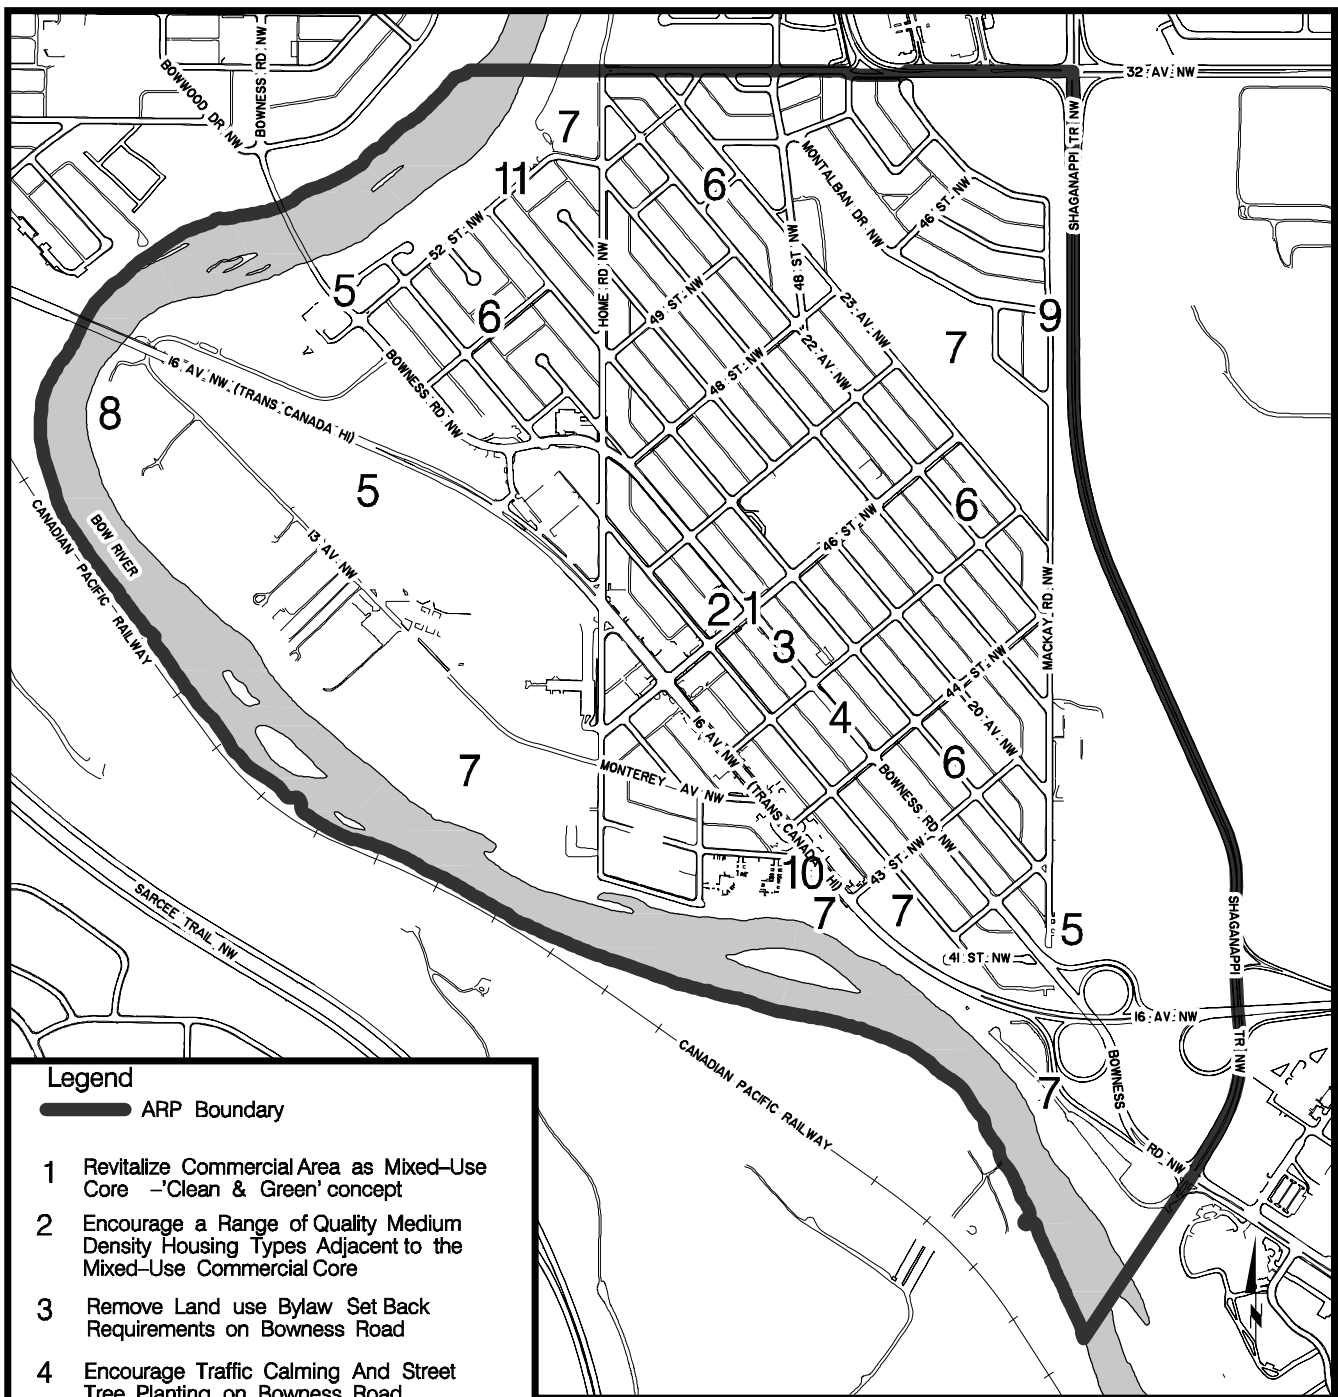 BOWWOOD DR NW
BOWNESS RD NW
32 AV NW
SHAGANAPPI TR NW
7
11
6
MONTALBAN DR NW
46 ST NW
52 ST NW
HOME RD NW
48 ST NW
5
6
49 ST NW
23 AV NW
9
7
22 AV NW
16 AV NW (TRANS CANADA HI)
BOWNESS RD NW
48 ST NW
8
5
6
CANADIAN PACIFIC RAILWAY
BOW RIVER
13 AV NW
46 ST NW
2
1
3
MACKAY RD NW
44 ST NW
4
20 AV NW
16 AV NW (TRANS CANADA HI)
7
MONTEREY AV NW
6
BOWNESS RD NW
43 ST NW
10
7
7
5
SARCEE TRAIL NW
41 ST NW
SHAGANAPPI TR NW
16 AV NW
CANADIAN PACIFIC RAILWAY
BOWNESS RD NW
7
Legend
ARP Boundary
1 Revitalize Commercial Area as Mixed-Use
Core -'Clean & Green' concept
2 Encourage a Range of Quality Medium
Density Housing Types Adjacent to the
Mixed-Use Commercial Core
3 Remove Land use Bylaw Set Back
Requirements on Bowness Road
4 Encourage Traffic Calming And Street
Tree Planting on Bowness Road